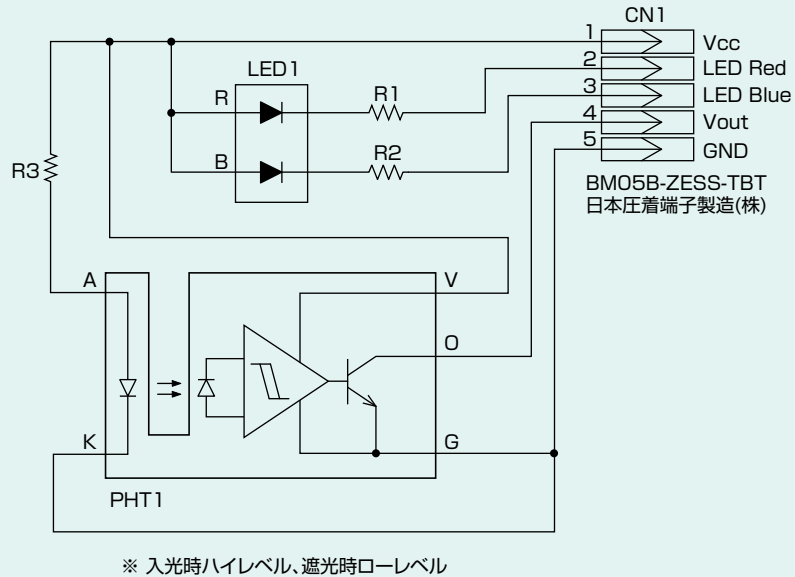 CN1
1
Vcc
2
LED Red
3
LED Blue
4
Vout
5
GND
BM05B-ZESS-TBT
日本圧着端子製造(株)
LED1
R
R1
B
R2
R3
A
V
O
K
G
PHT1
※ 入光時ハイレベル、遮光時ローレベル